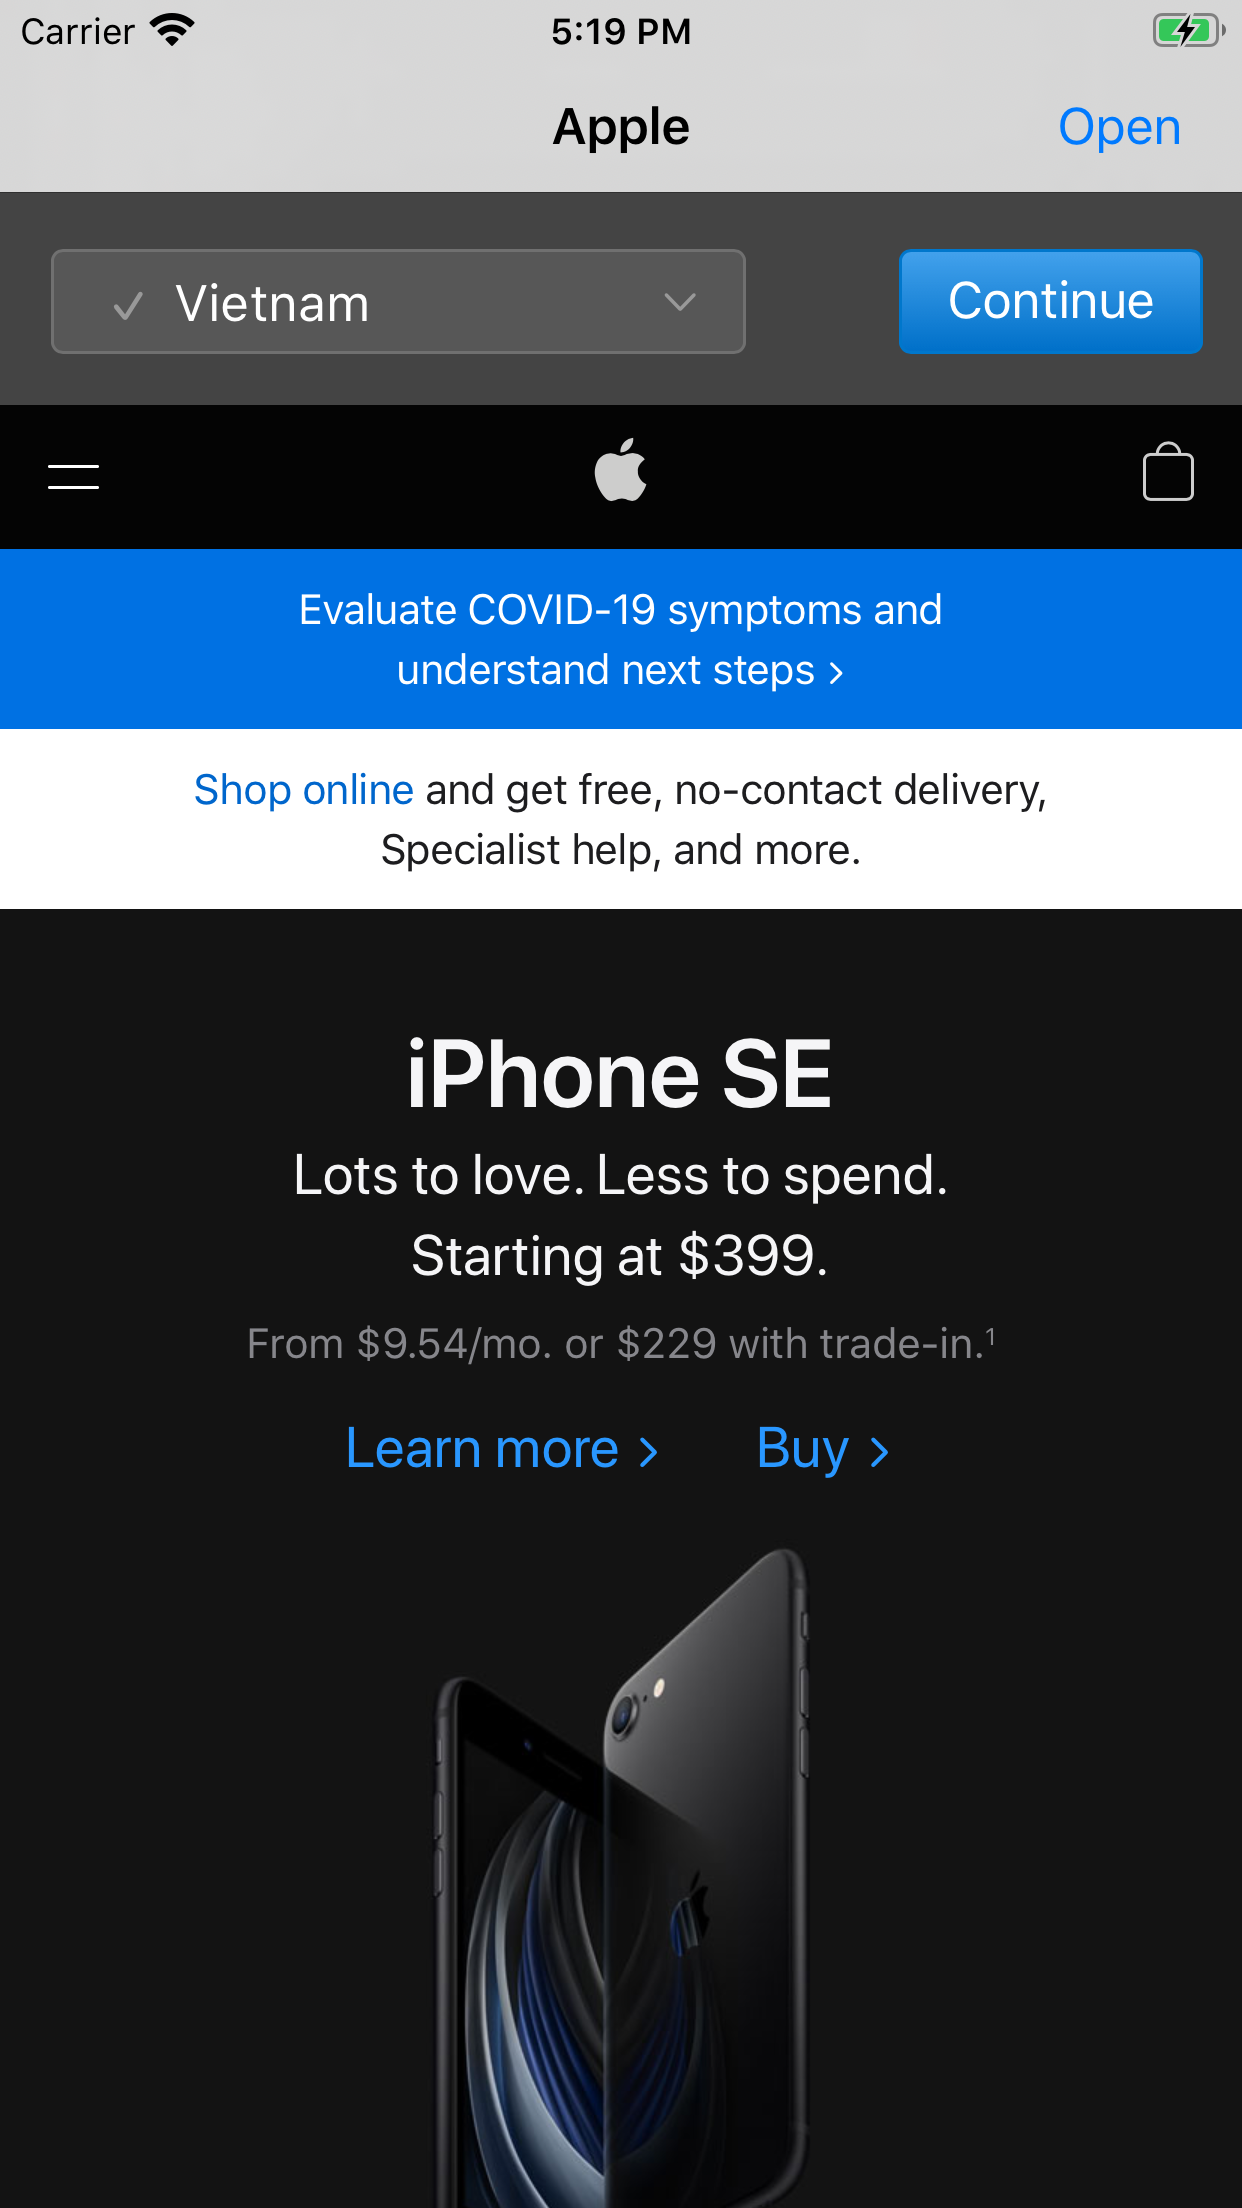 Carrier
5:19 PM
Apple
Open
Vietnam
Continue
Evaluate COVID-19 symptoms and
understand next steps >
Shop online and get free, no-contact delivery,
Specialist help, and more.
iPhone SE
Lots to love. Less to spend.
Starting at $399.
From $9.54/mo. or $229 with trade-in.¹
Learn more >
Buy >